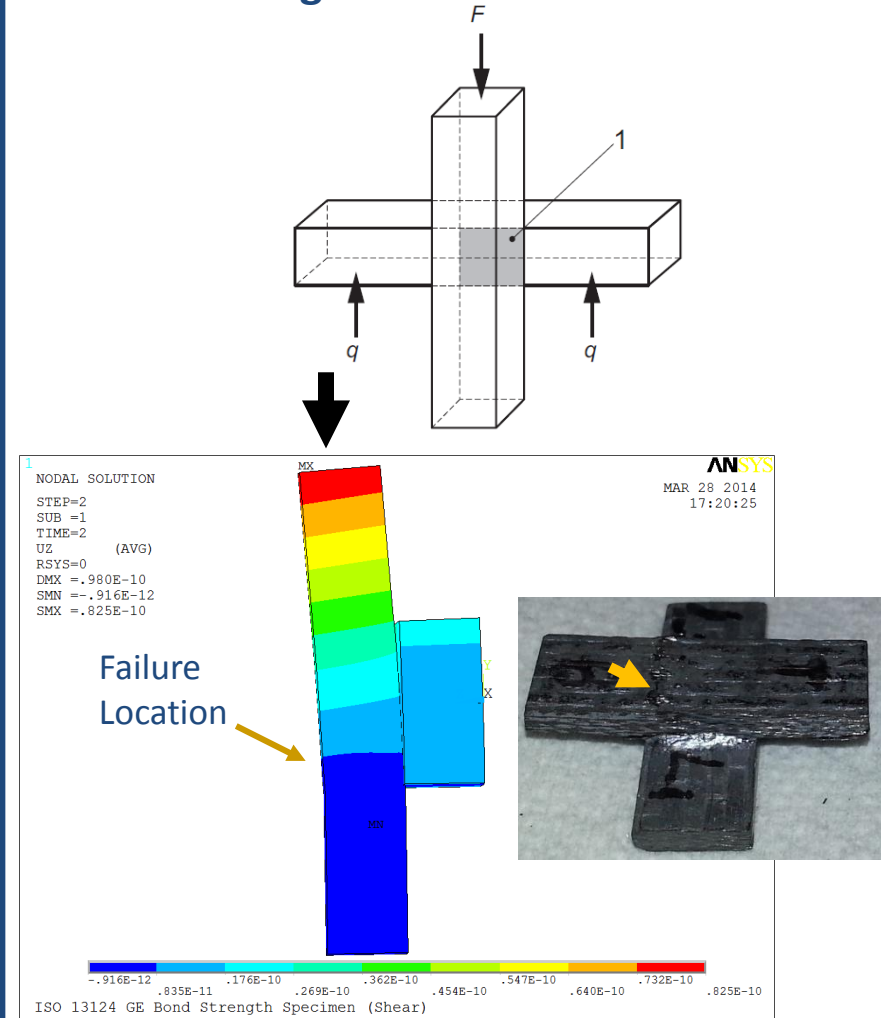 F
1
q
q
1
NODAL SOLUTION
STEP=2
SUB =1
TIME=2
UZ (AVG)
RSYS=0
DMX =.980E-10
SMN =-.916E-12
SMX =.825E-10
MX
ANSYS
MAR 28 2014
17:20:25
Failure
Location
Y
X
MN
-.916E-12 .176E-10 .362E-10 .547E-10 .732E-10
.835E-11 .269E-10 .454E-10 .640E-10 .825E-10
ISO 13124 GE Bond Strength Specimen (Shear)